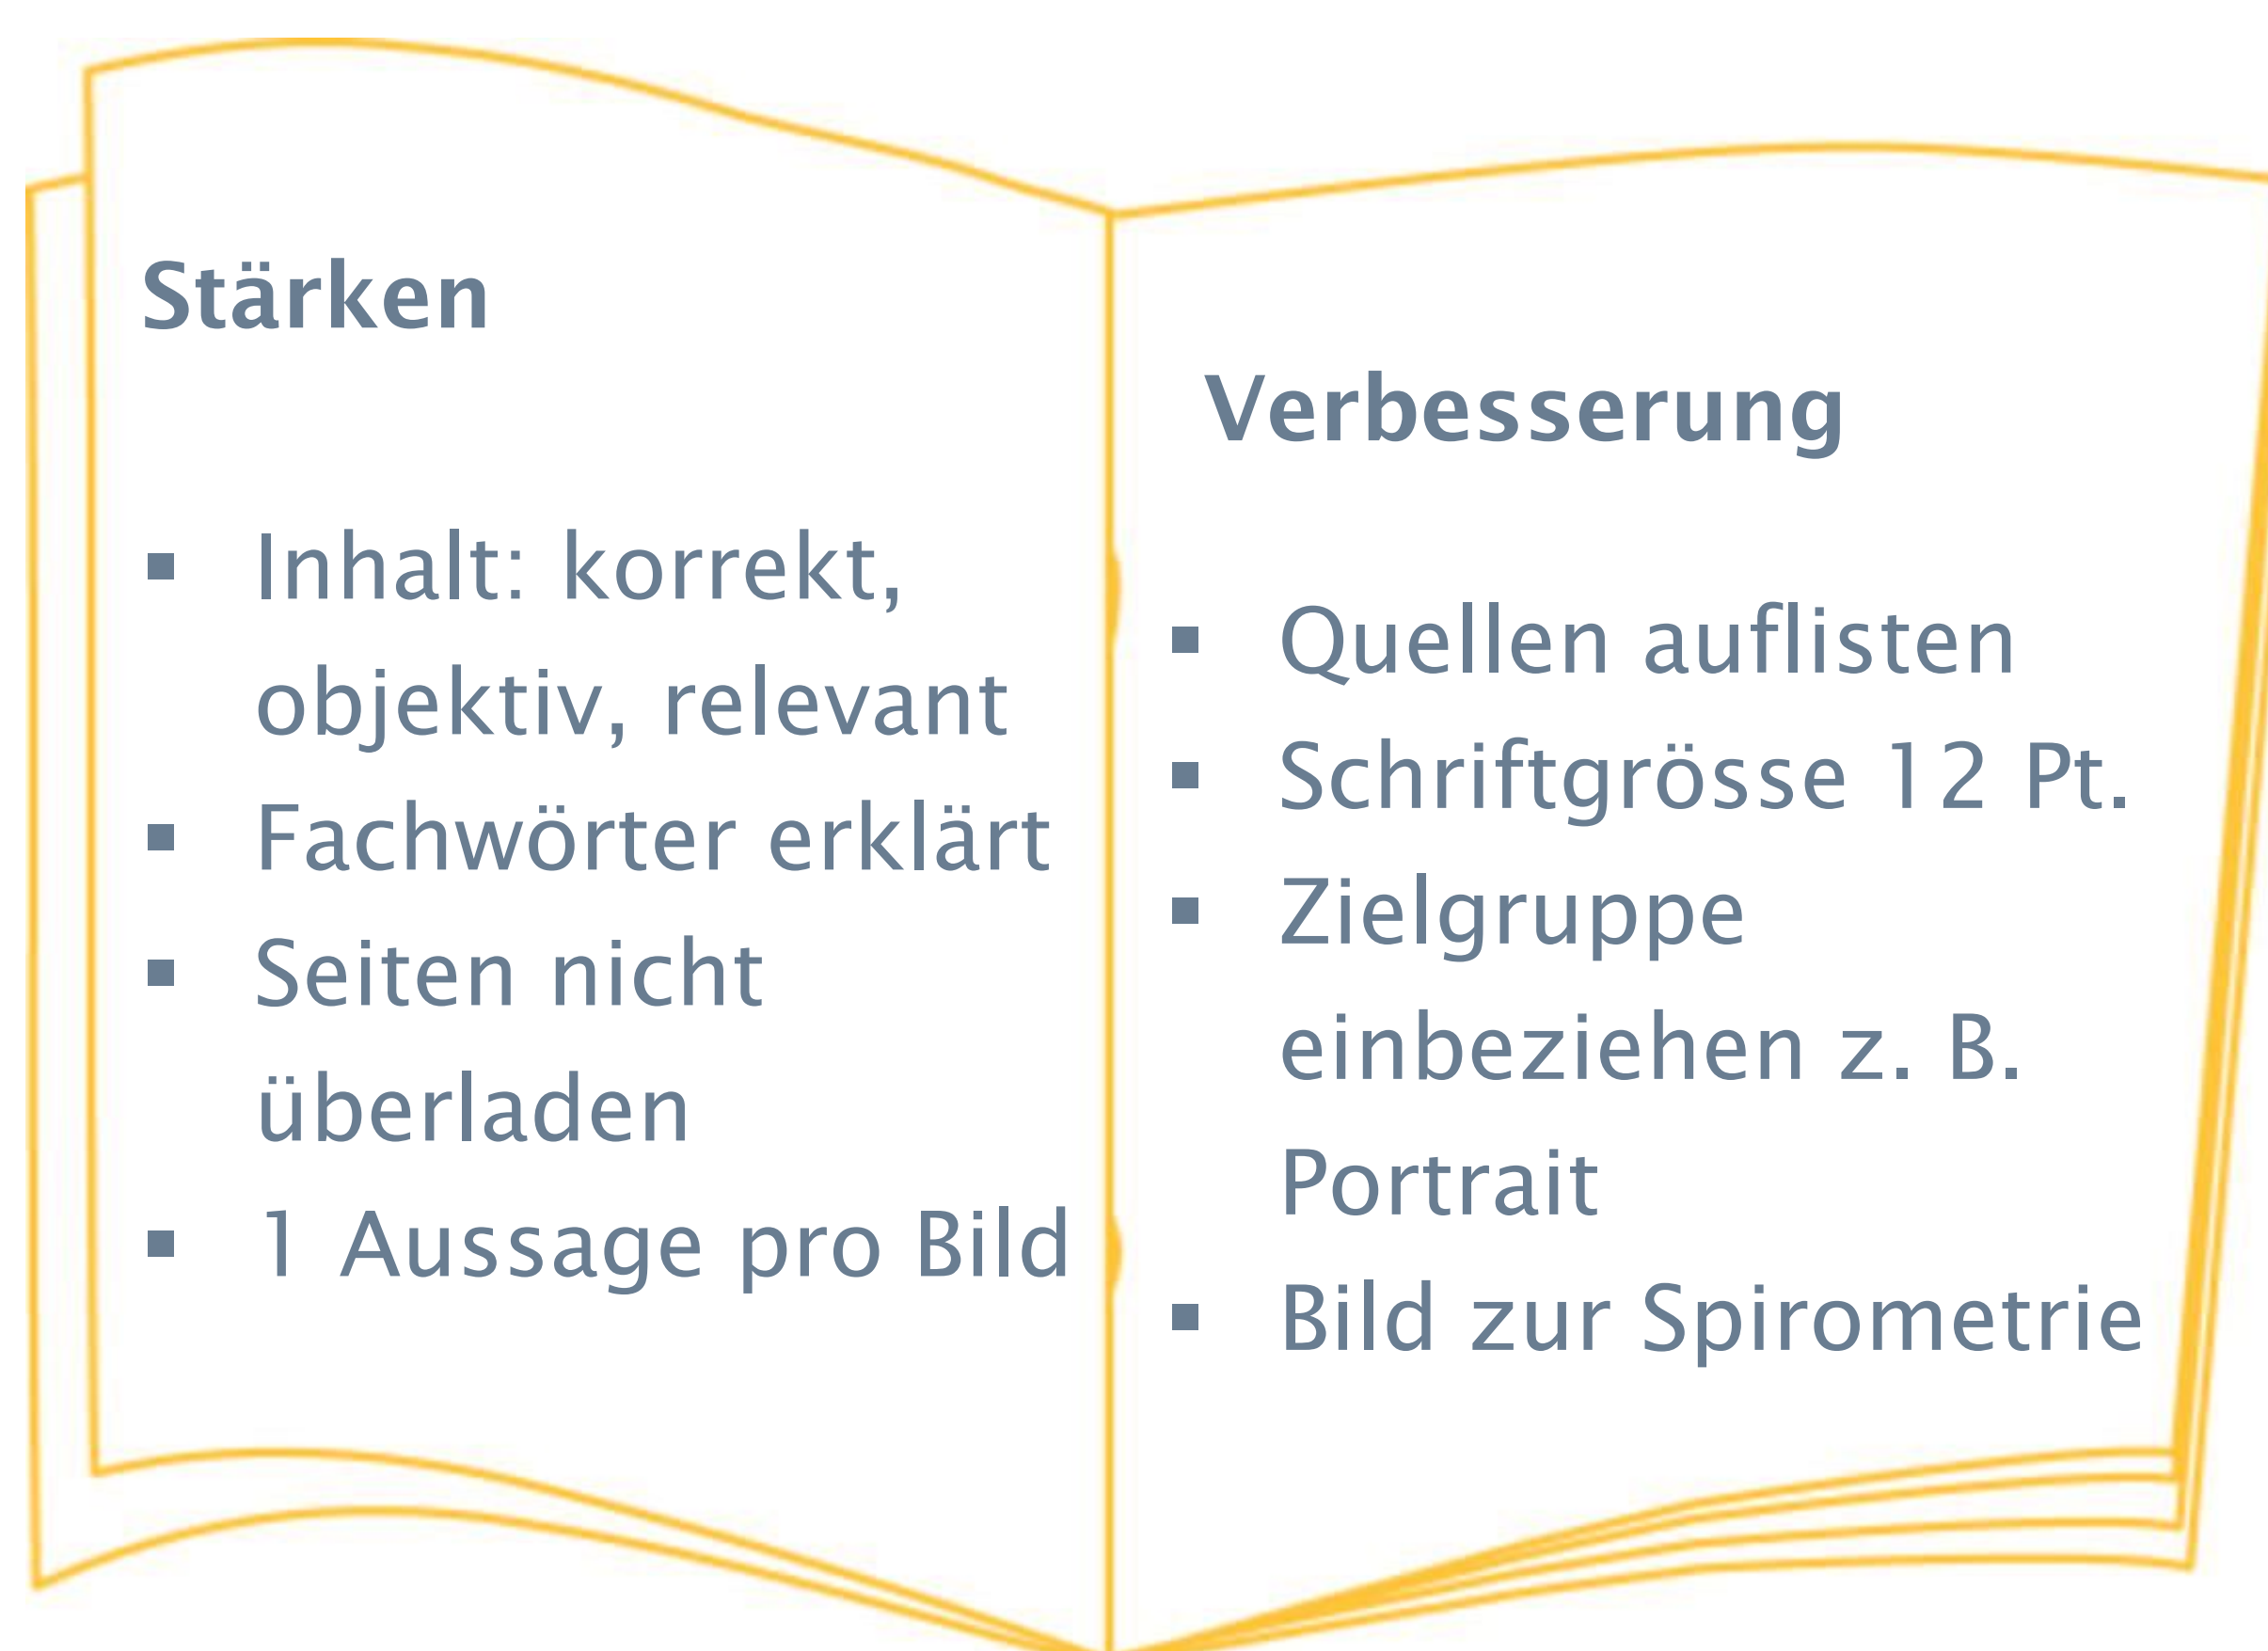 Stärken
▪ Inhalt: korrekt,
objektiv, relevant
▪ Fachwörter erklärt
▪ Seiten nicht
überladen
▪ 1 Aussage pro Bild
Verbesserung
▪ Quellen auflisten
▪ Schriftgrösse 12 Pt.
▪ Zielgruppe
einbeziehen z. B.
Portrait
▪ Bild zur Spirometrie